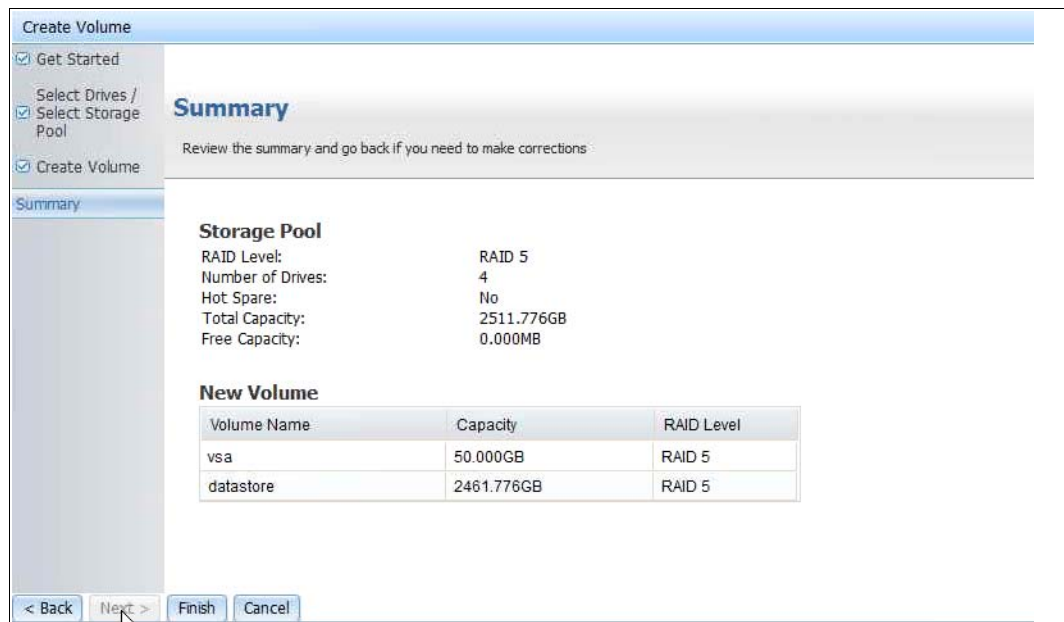 Create Volume
Get Started
Select Drives /
Select Storage
Pool
Create Volume
Summary
Summary
Review the summary and go back if you need to make corrections
Storage Pool
RAID Level: RAID 5
Number of Drives: 4
Hot Spare: No
Total Capacity: 2511.776GB
Free Capacity: 0.000MB
New Volume
Volume Name Capacity RAID Level
vsa 50.000GB RAID 5
datastore 2461.776GB RAID 5
< Back Next > Finish Cancel